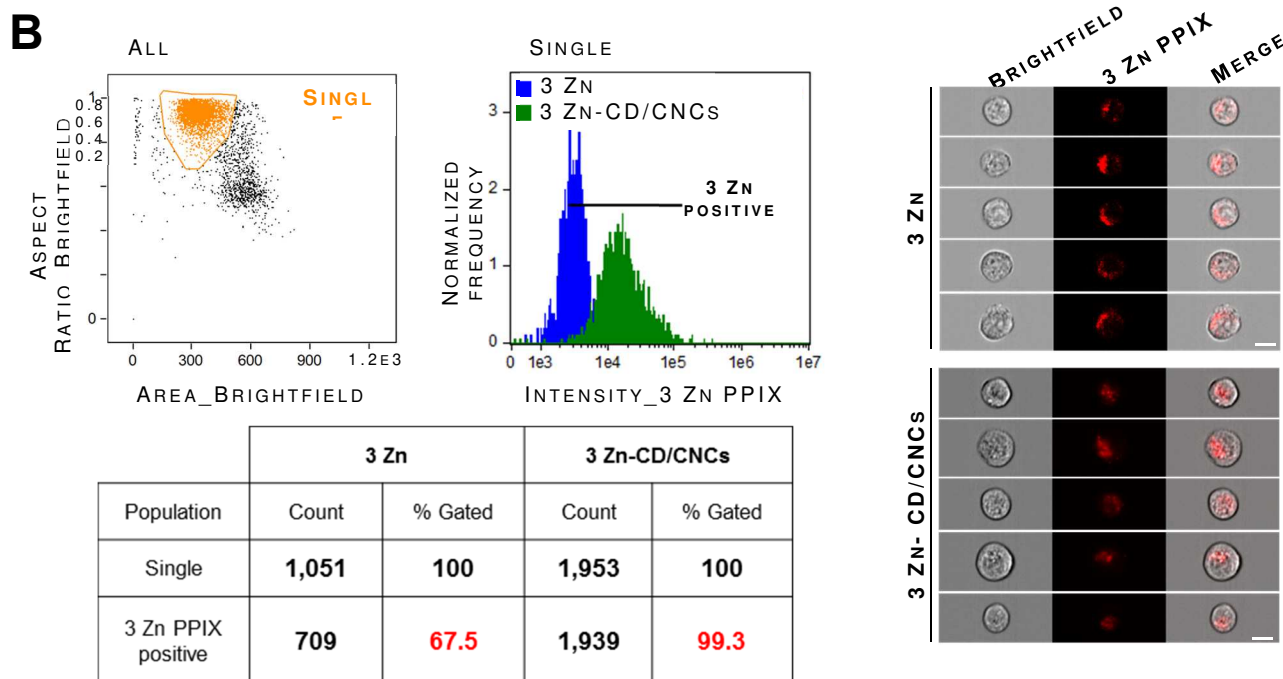 B
ALL
SINGL
1
0.8
0.6
0.4
0.2
0
ASPECT
RATIO BRIGHTFIELD
0 300 600 900 1.2E3
AREA_BRIGHTFIELD
SINGLE
3 ZN
3 ZN-CD/CNCS
3 ZN
POSITIVE
3
2
1
0
NORMALIZED
FREQUENCY
0 1e3 1e4 1e5 1e6 1e7
INTENSITY_3 ZN PPIX
3 Zn 3 Zn-CD/CNCs
Population Count % Gated Count % Gated
Single 1,051 100 1,953 100
3 Zn PPIX
positive 709 67.5 1,939 99.3
BRIGHTFIELD
3 ZN PPIX
MERGE
3 ZN
3 ZN- CD/CNCS